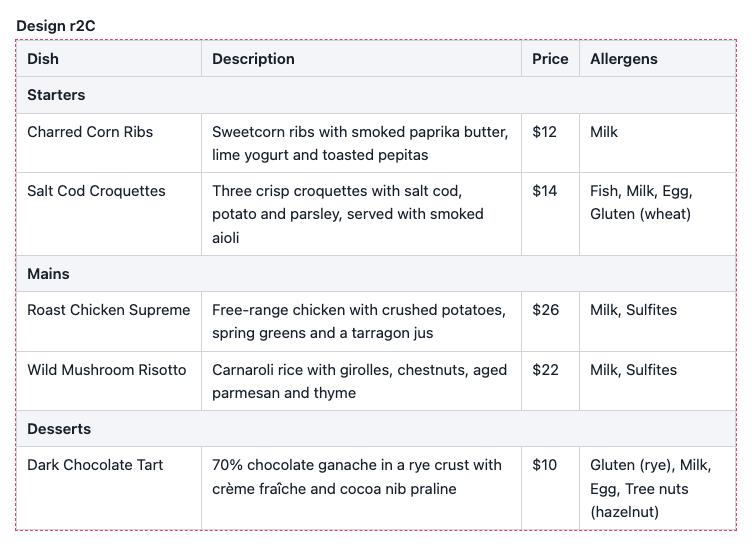 Design r2C
Dish Description Price Allergens
Starters
Charred Corn Ribs Sweetcorn ribs with smoked paprika butter, $12 Milk
lime yogurt and toasted pepitas
Salt Cod Croquettes Three crisp croquettes with salt cod, $14 Fish, Milk, Egg,
potato and parsley, served with smoked Gluten (wheat)
aioli
Mains
Roast Chicken Supreme Free-range chicken with crushed potatoes, $26 Milk, Sulfites
spring greens and a tarragon jus
Wild Mushroom Risotto Carnaroli rice with girolles, chestnuts, aged $22 Milk, Sulfites
parmesan and thyme
Desserts
Dark Chocolate Tart 70% chocolate ganache in a rye crust with $10 Gluten (rye), Milk,
crème fraîche and cocoa nib praline Egg, Tree nuts
(hazelnut)